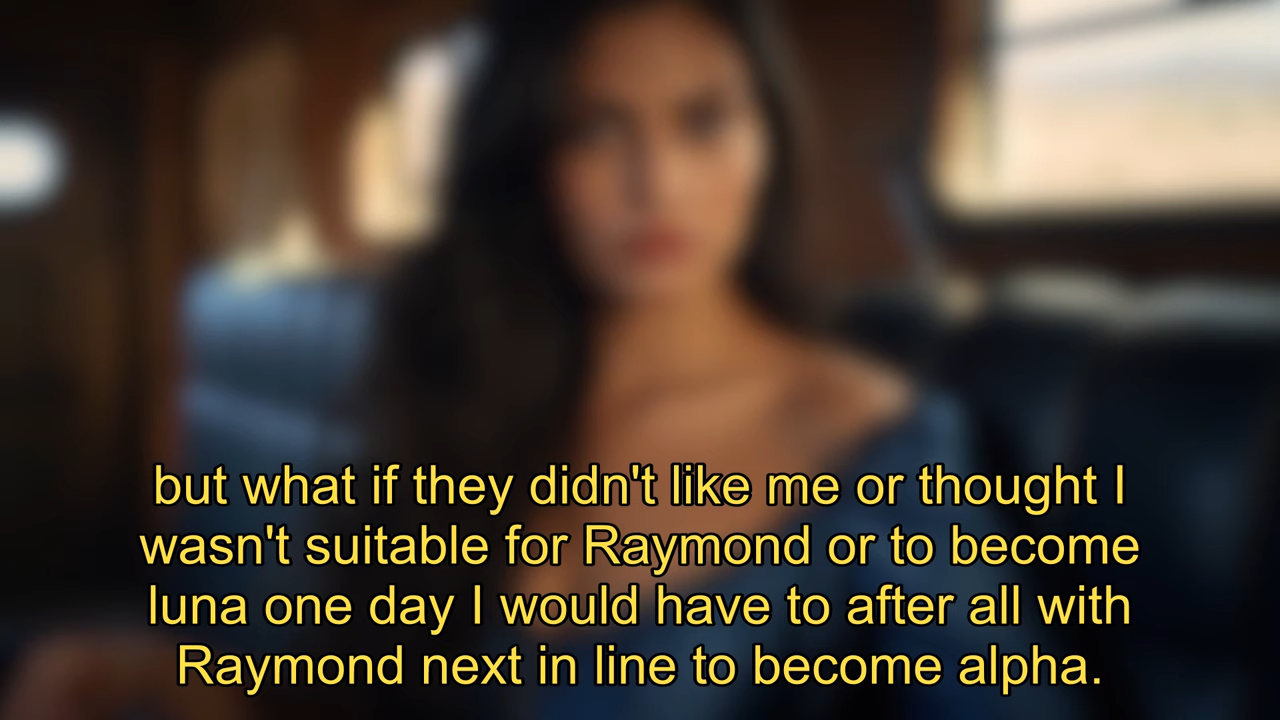 but what if they didn't like me or thought I
wasn't suitable for Raymond or to become
luna one day I would have to after all with
Raymond next in line to become alpha.